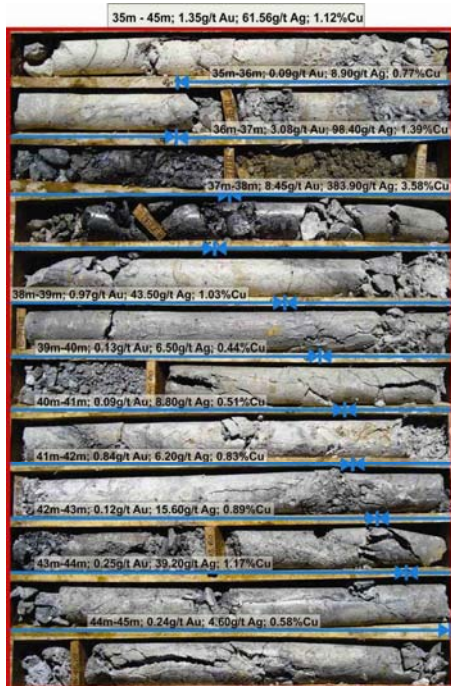 35m - 45m; 1.35g/t Au; 61.56g/t Ag; 1.12%Cu
35m-36m; 0.09g/t Au; 8.90g/t Ag; 0.77%Cu
36m-37m; 3.08g/t Au; 98.40g/t Ag; 1.39%Cu
37m-38m; 8.45g/t Au; 383.90g/t Ag; 3.58%Cu
38m-39m; 0.97g/t Au; 43.50g/t Ag; 1.03%Cu
39m-40m; 0.13g/t Au; 6.50g/t Ag; 0.44%Cu
40m-41m; 0.09g/t Au; 8.80g/t Ag; 0.51%Cu
41m-42m; 0.84g/t Au; 6.20g/t Ag; 0.83%Cu
42m-43m; 0.12g/t Au; 15.60g/t Ag; 0.89%Cu
43m-44m; 0.25g/t Au; 39.20g/t Ag; 1.17%Cu
44m-45m; 0.24g/t Au; 4.60g/t Ag; 0.58%Cu